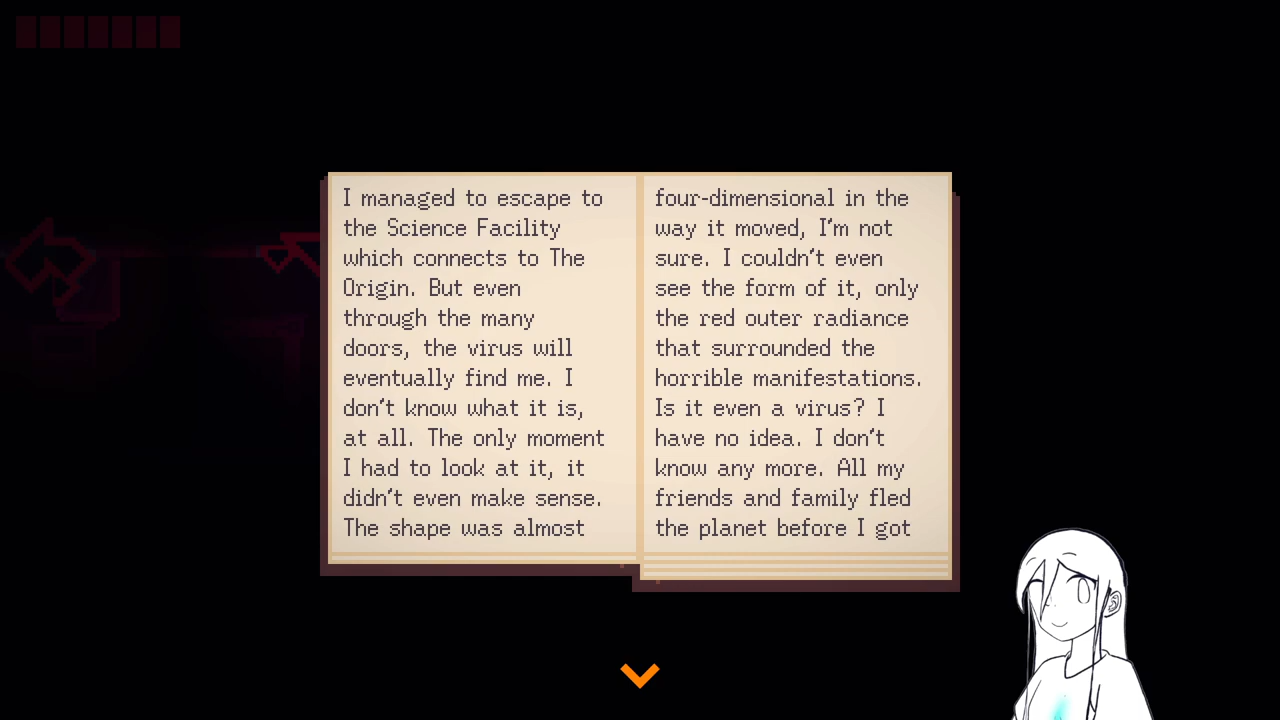 I managed to escape to
the Science Facility
which connects to The
Origin. But even
through the many
doors, the virus will
eventually find me. I
don't know what it is,
at all. The only moment
I had to look at it, it
didn't even make sense.
The shape was almost
four-dimensional in the
way it moved, I'm not
sure. I couldn't even
see the form of it, only
the red outer radiance
that surrounded the
horrible manifestations.
Is it even a virus? I
have no idea. I don't
know any more. All my
friends and family fled
the planet before I got